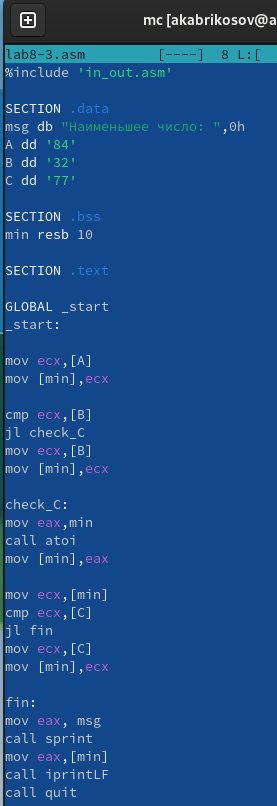 mc [akabrikosov@a
lab8-3.asm [----] 8 L:[
%include 'in_out.asm'
SECTION .data
msg db "Наименьшее число: ",0h
A dd '84'
B dd '32'
C dd '77'
SECTION .bss
min resb 10
SECTION .text
GLOBAL _start
_start:
mov ecx,[A]
mov [min],ecx
cmp ecx,[B]
jl check_C
mov ecx,[B]
mov [min],ecx
check_C:
mov eax,min
call atoi
mov [min],eax
mov ecx,[min]
cmp ecx,[C]
jl fin
mov ecx,[C]
mov [min],ecx
fin:
mov eax, msg
call sprint
mov eax,[min]
call iprintLF
call quit